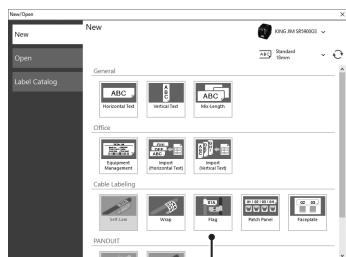 New/Open
New
New
KING JIM SR5900GS
Open
Standard
18mm
Label Catalog
General
Horizontal Text
Vertical Text
Mix-Length
Office
Equipment
Management
Import
(Horizontal Text)
Import
(Vertical Text)
Cable Labeling
Self Lam
Wrap
Flag
Patch Panel
Faceplate
PANDUIT